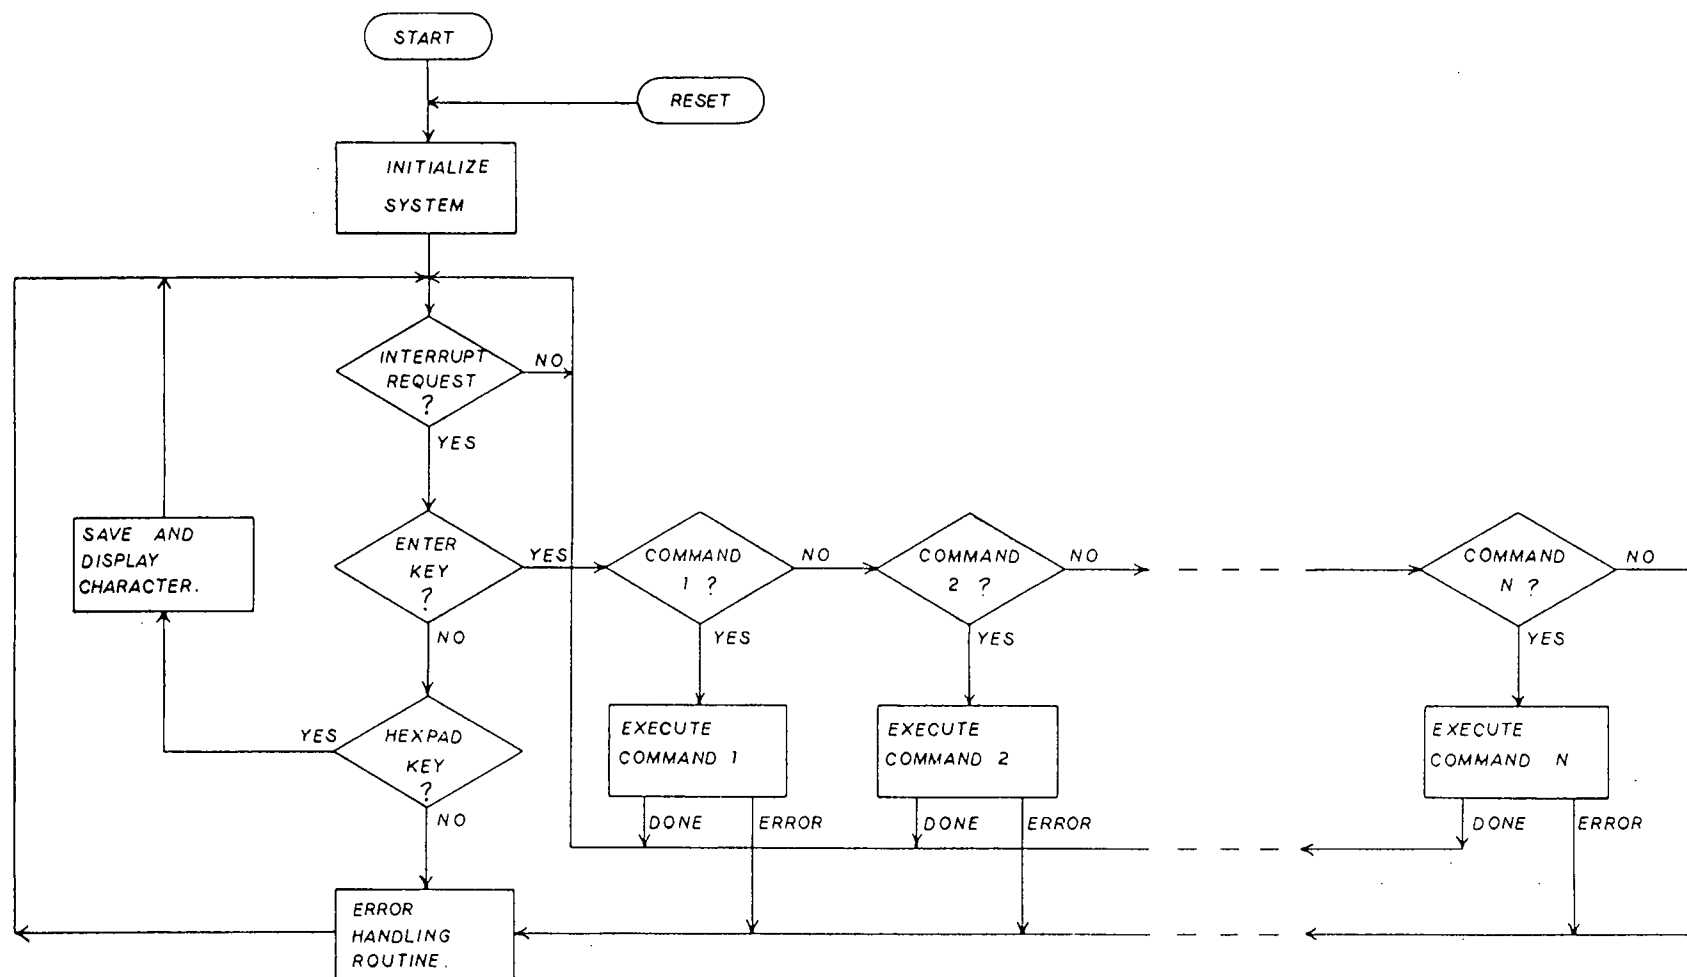 START
RESET
INITIALIZE
SYSTEM
INTERRUPT
REQUEST
?
NO
YES
SAVE AND
DISPLAY
CHARACTER.
ENTER
KEY
?
YES
NO
COMMAND
1 ?
NO
YES
COMMAND
2 ?
NO
YES
COMMAND
N ?
NO
YES
HEXPAD
KEY
?
YES
NO
EXECUTE
COMMAND 1
DONE
ERROR
EXECUTE
COMMAND 2
DONE
ERROR
EXECUTE
COMMAND N
DONE
ERROR
ERROR
HANDLING
ROUTINE.